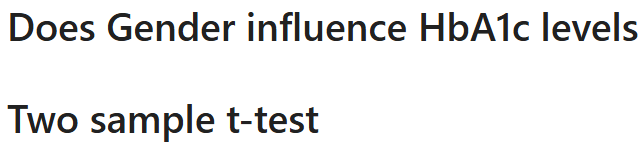 Does Gender influence HbA1c levels
Two sample t-test